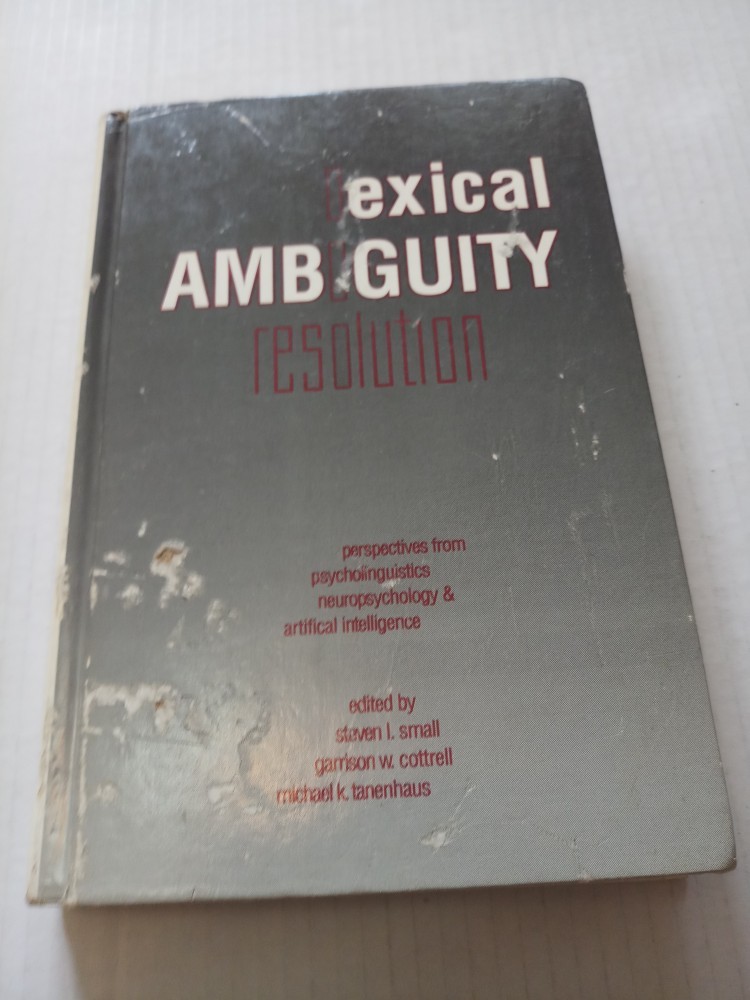 lexical
AMBIGUITY
resolution
perspectives from
psycholinguistics
neuropsychology &
artifical intelligence
edited by
steven l. small
garrison w. cottrell
michael k. tanenhaus